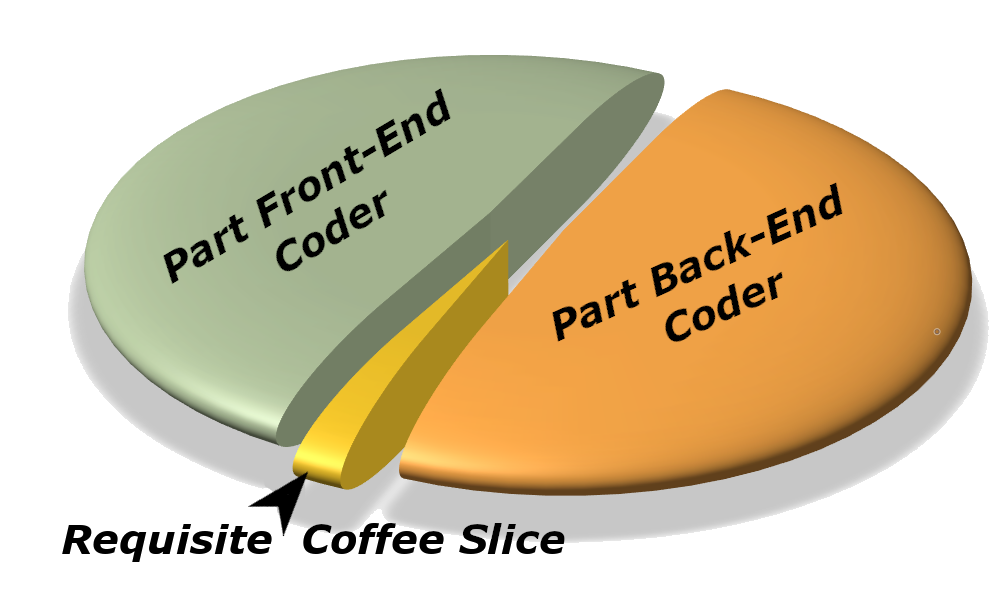 Part Front-End
Coder
Part Back-End
Coder
Requisite Coffee Slice